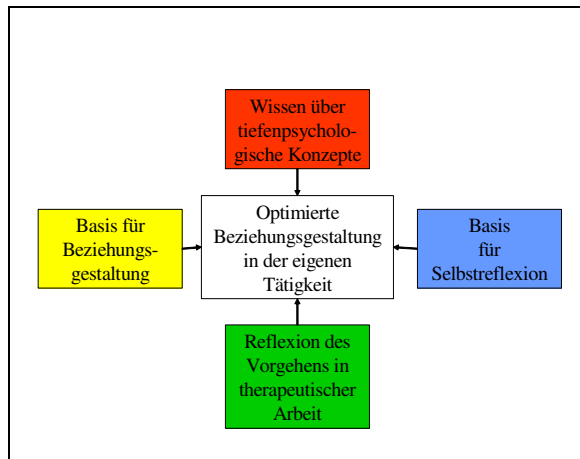 Wissen über
tiefenpsycholo-
gische Konzepte
Basis für
Beziehungs-
gestaltung
Optimierte
Beziehungsgestaltung
in der eigenen
Tätigkeit
Basis
für
Selbstreflexion
Reflexion des
Vorgehens in
therapeutischer
Arbeit